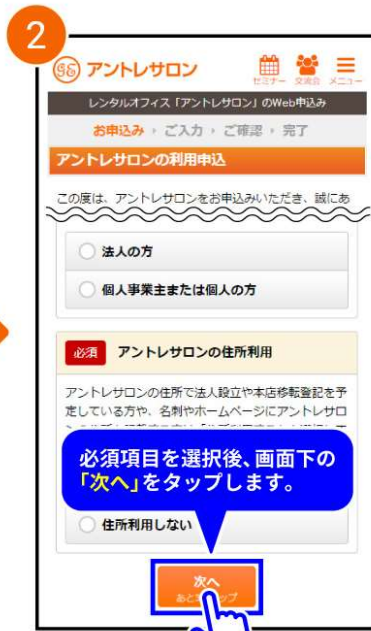 2
アントレサロン
セミナー 交流会 メニュー
レンタルオフィス「アントレサロン」のWeb申込み
お申込み › ご入力 › ご確認 › 完了
アントレサロンの利用申込
この度は、アントレサロンをお申込みいただき、誠にあ
法人の方
個人事業主または個人の方
必須 アントレサロンの住所利用
アントレサロンの住所で法人設立や本店移転登記を予
定している方や、名刺やホームページにアントレサロ
必須項目を選択後、画面下の
「次へ」をタップします。
住所利用しない
次へ